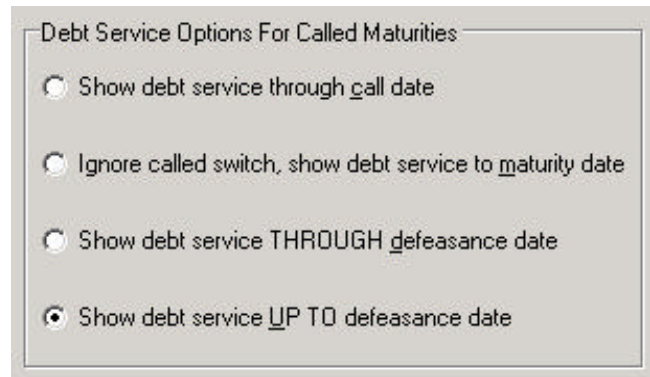 Debt Service Options For Called Maturities
Show debt service through call date
Ignore called switch, show debt service to maturity date
Show debt service THROUGH defeasance date
Show debt service UP TO defeasance date